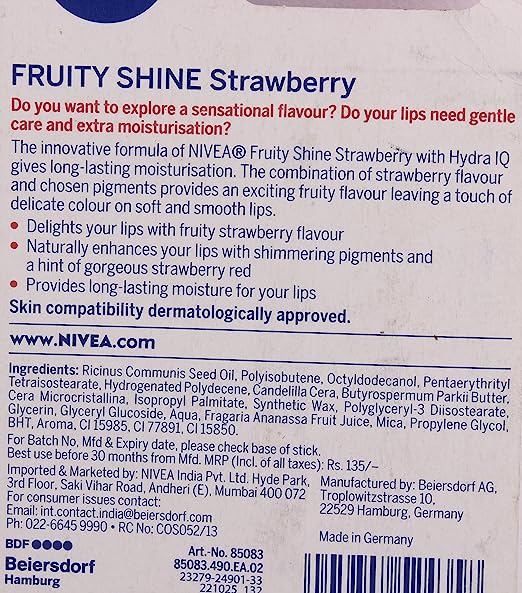 FRUITY SHINE Strawberry
Do you want to explore a sensational flavour? Do your lips need gentle
care and extra moisturisation?
The innovative formula of NIVEA® Fruity Shine Strawberry with Hydra IQ
gives long-lasting moisturisation. The combination of strawberry flavour
and chosen pigments provides an exciting fruity flavour leaving a touch of
delicate colour on soft and smooth lips.
• Delights your lips with fruity strawberry flavour
• Naturally enhances your lips with shimmering pigments and
a hint of gorgeous strawberry red
• Provides long-lasting moisture for your lips
Skin compatibility dermatologically approved.
www.NIVEA.com
Ingredients: Ricinus Communis Seed Oil, Polyisobutene, Octyldodecanol, Pentaerythrityl
Tetraisostearate, Hydrogenated Polydecene, Candelilla Cera, Butyrospermum Parkii Butter,
Cera Microcristallina, Isopropyl Palmitate, Synthetic Wax, Polyglyceryl-3 Diisostearate,
Glycerin, Glyceryl Glucoside, Aqua, Fragaria Ananassa Fruit Juice, Mica, Propylene Glycol,
BHT, Aroma, CI 15985, CI 77891, CI 15850.
For Batch No, Mfd & Expiry date, please check base of stick.
Best use before 30 months from Mfd. MRP (Incl. of all taxes): Rs. 135/-
Imported & Marketed by: NIVEA India Pvt. Ltd. Hyde Park,
3rd Floor, Saki Vihar Road, Andheri (E), Mumbai 400 072
For consumer issues contact:
Email: int.contact.india@beiersdorf.com
Ph: 022-6645 9990 • RC No: COS052/13
Manufactured by: Beiersdorf AG,
Troplowitzstrasse 10,
22529 Hamburg, Germany
Made in Germany
BDF ●●●●
Beiersdorf
Hamburg
Art.-No. 85083
85083.490.EA.02
23279-24901-33
221025 132